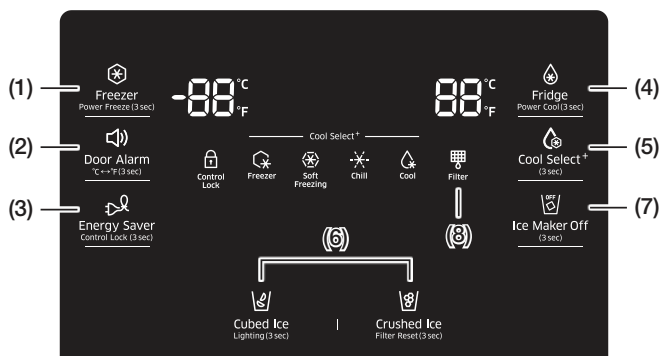 (1)
Freezer
Power Freeze (3 sec)
-88 °C
°F
88 °C
°F
(4)
Fridge
Power Cool (3 sec)
(2)
Door Alarm
°C↔°F (3 sec)
Cool Select+
Control
Lock
Freezer
Soft
Freezing
Chill
Cool
Filter
(5)
Cool Select+
(3 sec)
(3)
Energy Saver
Control Lock (3 sec)
(7)
OFF
Ice Maker Off
(3 sec)
(6)
(8)
Cubed Ice
Lighting (3 sec)
Crushed Ice
Filter Reset (3 sec)